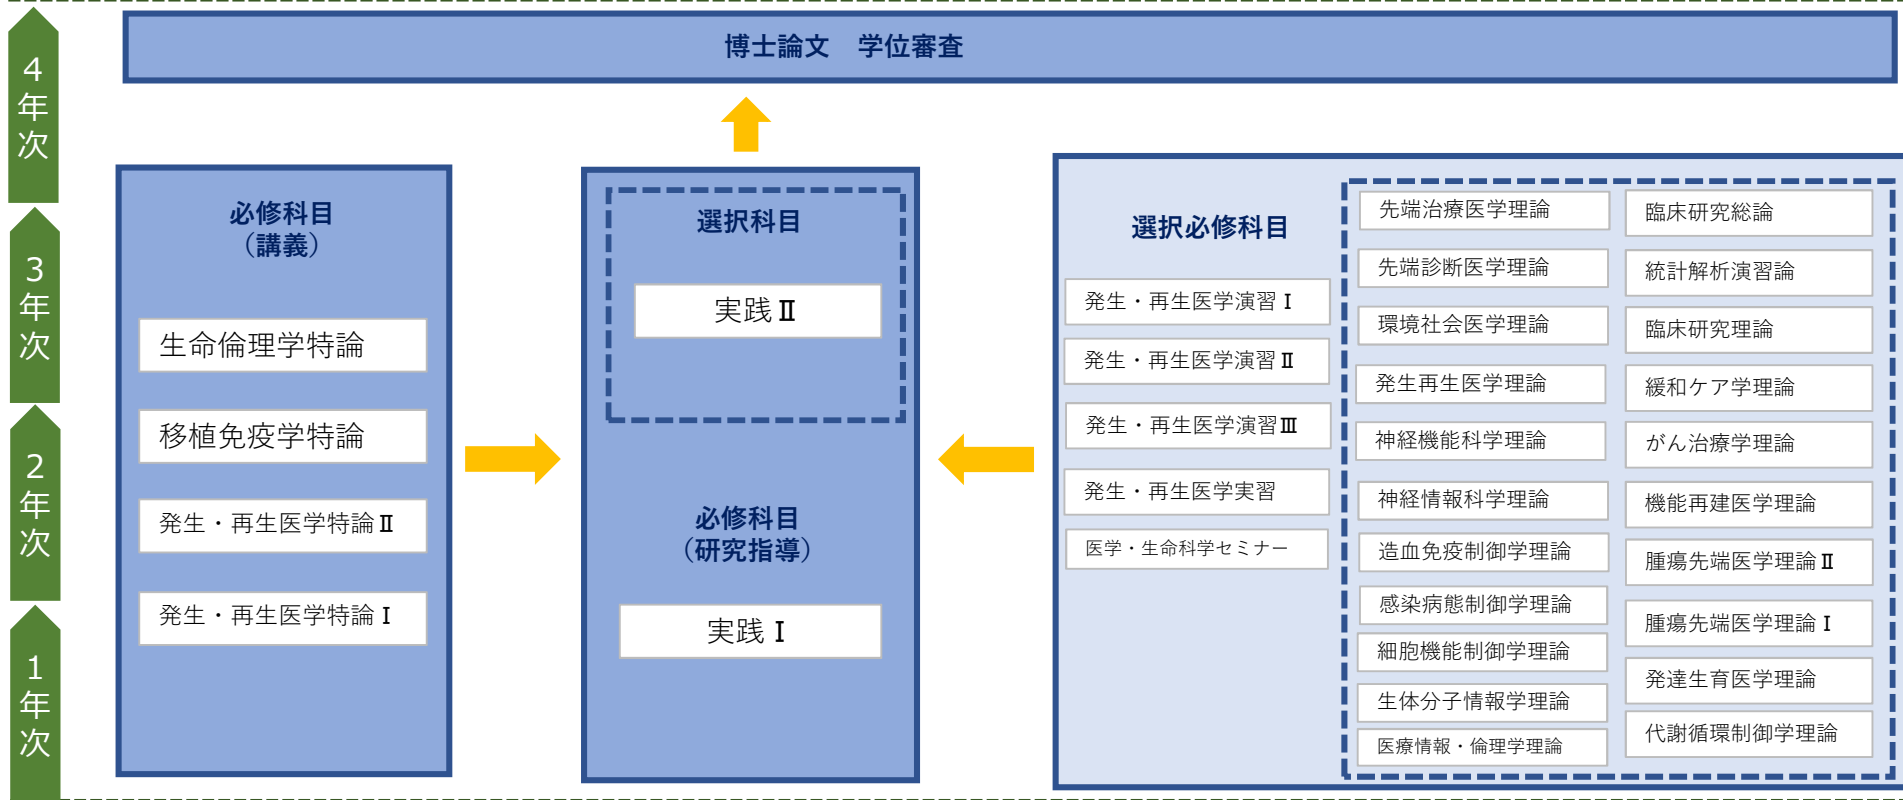 博士論文　学位審査
4年次
3年次
2年次
1年次
必修科目
（講義）
生命倫理学特論
移植免疫学特論
発生・再生医学特論Ⅱ
発生・再生医学特論Ⅰ
選択科目
実践Ⅱ
必修科目
（研究指導）
実践Ⅰ
選択必修科目
発生・再生医学演習Ⅰ
発生・再生医学演習Ⅱ
発生・再生医学演習Ⅲ
発生・再生医学実習
医学・生命科学セミナー
先端治療医学理論
先端診断医学理論
環境社会医学理論
発生再生医学理論
神経機能科学理論
神経情報科学理論
造血免疫制御学理論
感染病態制御学理論
細胞機能制御学理論
生体分子情報学理論
医療情報・倫理学理論
臨床研究総論
統計解析演習論
臨床研究理論
緩和ケア学理論
がん治療学理論
機能再建医学理論
腫瘍先端医学理論Ⅱ
腫瘍先端医学理論Ⅰ
発達生育医学理論
代謝循環制御学理論